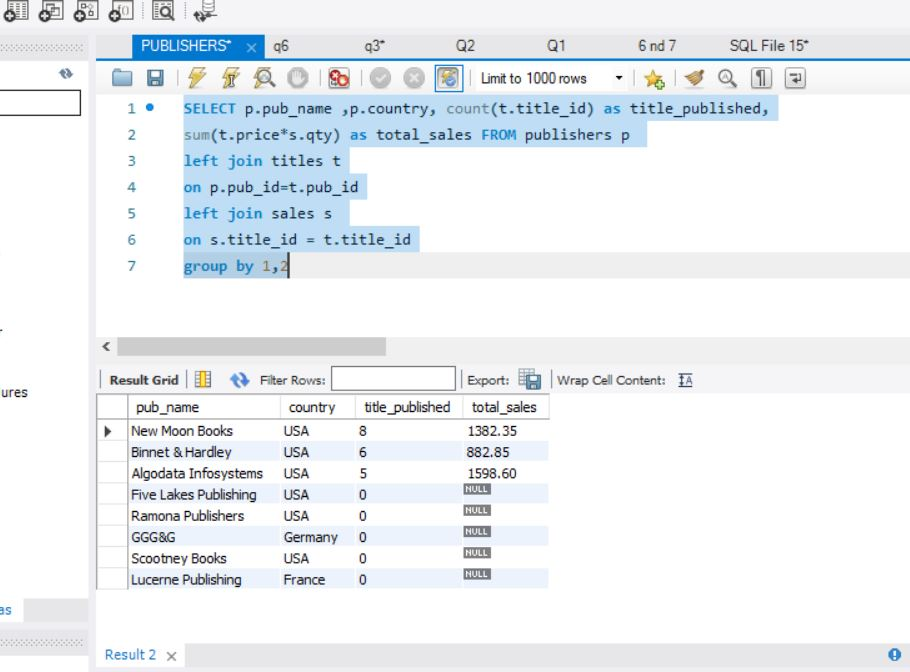 PUBLISHERS* q6 q3* Q2 Q1 6 nd 7 SQL File 15*
Limit to 1000 rows
1 SELECT p.pub_name ,p.country, count(t.title_id) as title_published,
2 sum(t.price*s.qty) as total_sales FROM publishers p
3 left join titles t
4 on p.pub_id=t.pub_id
5 left join sales s
6 on s.title_id = t.title_id
7 group by 1,2
ures
Result Grid Filter Rows: Export: Wrap Cell Content:
pub_name country title_published total_sales
New Moon Books USA 8 1382.35
Binnet & Hardley USA 6 882.85
Algodata Infosystems USA 5 1598.60
Five Lakes Publishing USA 0 NULL
Ramona Publishers USA 0 NULL
GGG&G Germany 0 NULL
Scootney Books USA 0 NULL
Lucerne Publishing France 0 NULL
as
Result 2